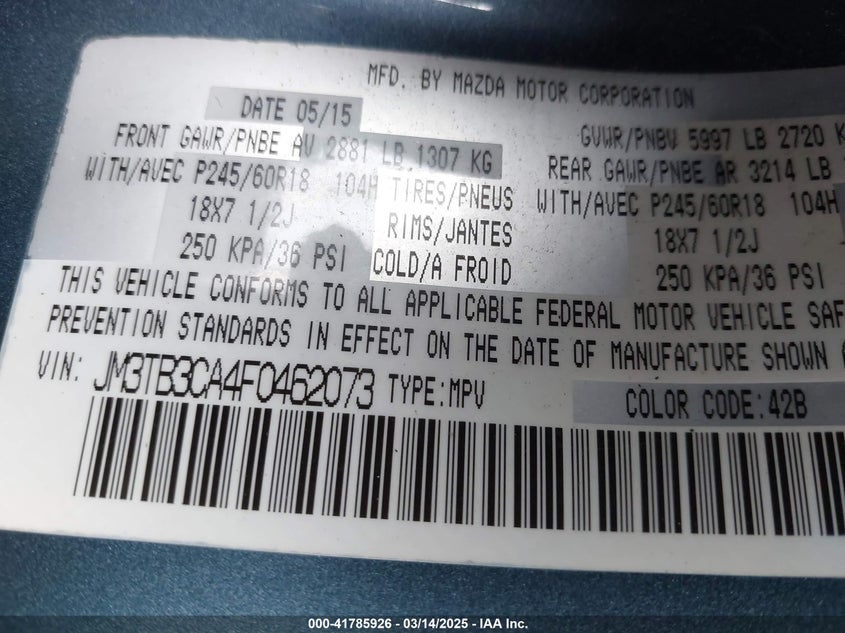 MFD. BY MAZDA MOTOR CORPORATION
DATE 05/15
GVWR/PNBV 5997 LB 2720
FRONT GAWR/PNBE AV 2881 LB 1307 KG
REAR GAWR/PNBE AR 3214 LB
WITH/AVEC P245/60R18 104H TIRES/PNEUS WITH/AVEC P245/60R18 104H
18X7 1/2J RIMS/JANTES 18X7 1/2J
250 KPA/36 PSI COLD/A FROID 250 KPA/36 PSI
THIS VEHICLE CONFORMS TO ALL APPLICABLE FEDERAL MOTOR VEHICLE SAF
PREVENTION STANDARDS IN EFFECT ON THE DATE OF MANUFACTURE SHOWN
VIN: JM3TB3CA4F0462073 TYPE:MPV
COLOR CODE:42B
000-41785926 - 03/14/2025 - IAA Inc.